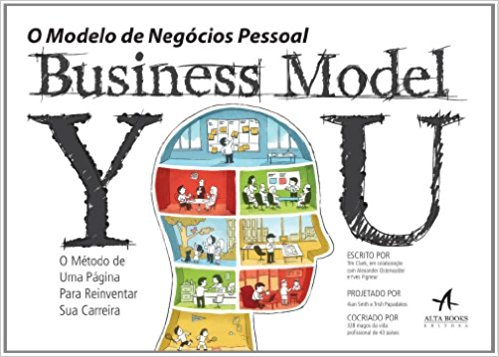 O Modelo de Negócios Pessoal
Business Model
YOU
O Método de
Uma Página
Para Reinventar
Sua Carreira
ESCRITO POR
Tim Clark, em colaboração
com Alexander Osterwalder
e Yves Pigneur
PROJETADO POR
Alan Smith e Trish Papadakos
COCRIADO POR
328 magos da vida
profissional de 43 países
ALTA BOOKS
EDITORA